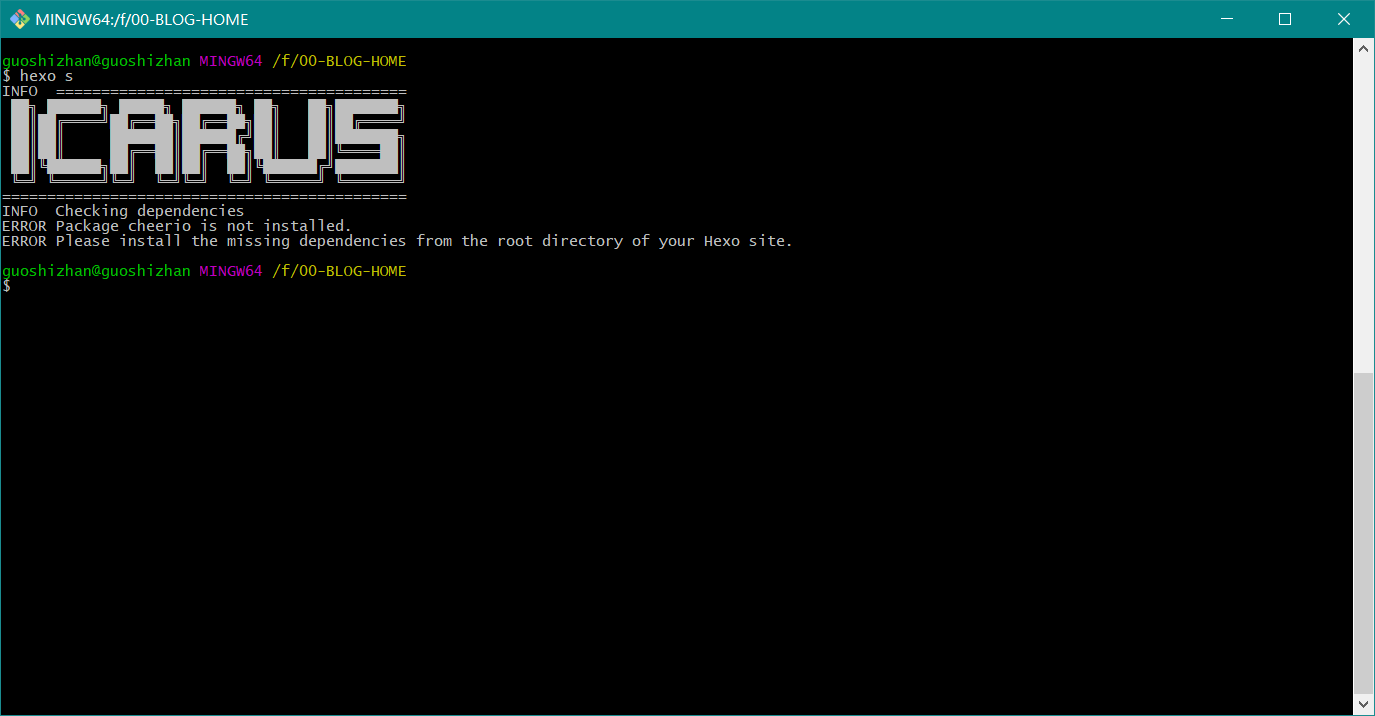 MINGW64:/f/00-BLOG-HOME
guoshizhan@guoshizhan MINGW64 /f/00-BLOG-HOME
$ hexo s
INFO  =======================================
ICARUS
=============================================
INFO  Checking dependencies
ERROR Package cheerio is not installed.
ERROR Please install the missing dependencies from the root directory of your Hexo site.
guoshizhan@guoshizhan MINGW64 /f/00-BLOG-HOME
$